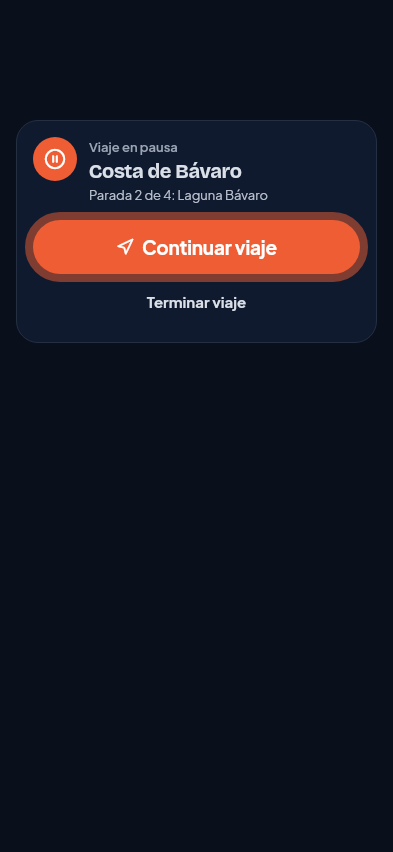 Viaje en pausa
Costa de Bávaro
Parada 2 de 4: Laguna Bávaro
Continuar viaje
Terminar viaje